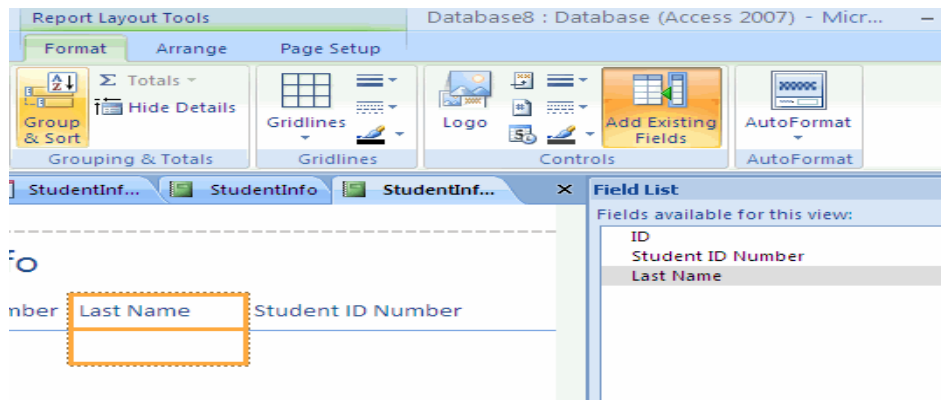 Report Layout Tools
Database8 : Database (Access 2007) - Micr...
Format Arrange Page Setup
Group & Sort
Σ Totals
Hide Details
Grouping & Totals
Gridlines
Gridlines
Logo
Add Existing Fields
Controls
AutoFormat
AutoFormat
StudentInf... StudentInfo StudentInf...
Field List
Fields available for this view:
ID
Student ID Number
Last Name
fo
mber Last Name Student ID Number